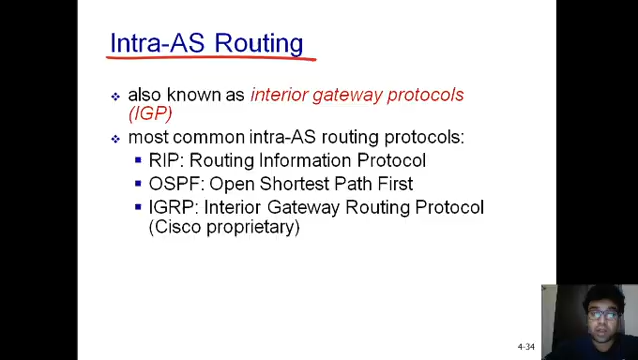 Intra-AS Routing
also known as interior gateway protocols
(IGP)
most common intra-AS routing protocols:
RIP: Routing Information Protocol
OSPF: Open Shortest Path First
IGRP: Interior Gateway Routing Protocol
(Cisco proprietary)
4-34